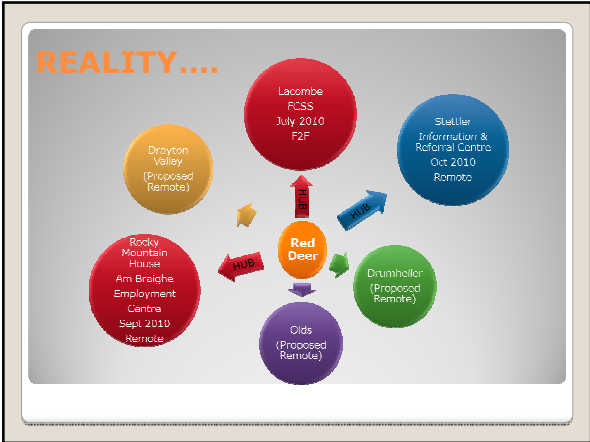 REALITY....
Lacombe
FCSS
July 2010
F2F
Stettler
Information &
Referral Centre
Oct 2010
Remote
Drayton
Valley
(Proposed
Remote)
HUB
HUB
Red
Deer
HUB
Rocky
Mountain
House
Am Braighe
Employment
Centre
Sept 2010
Remote
Drumheller
(Proposed
Remote)
Olds
(Proposed
Remote)